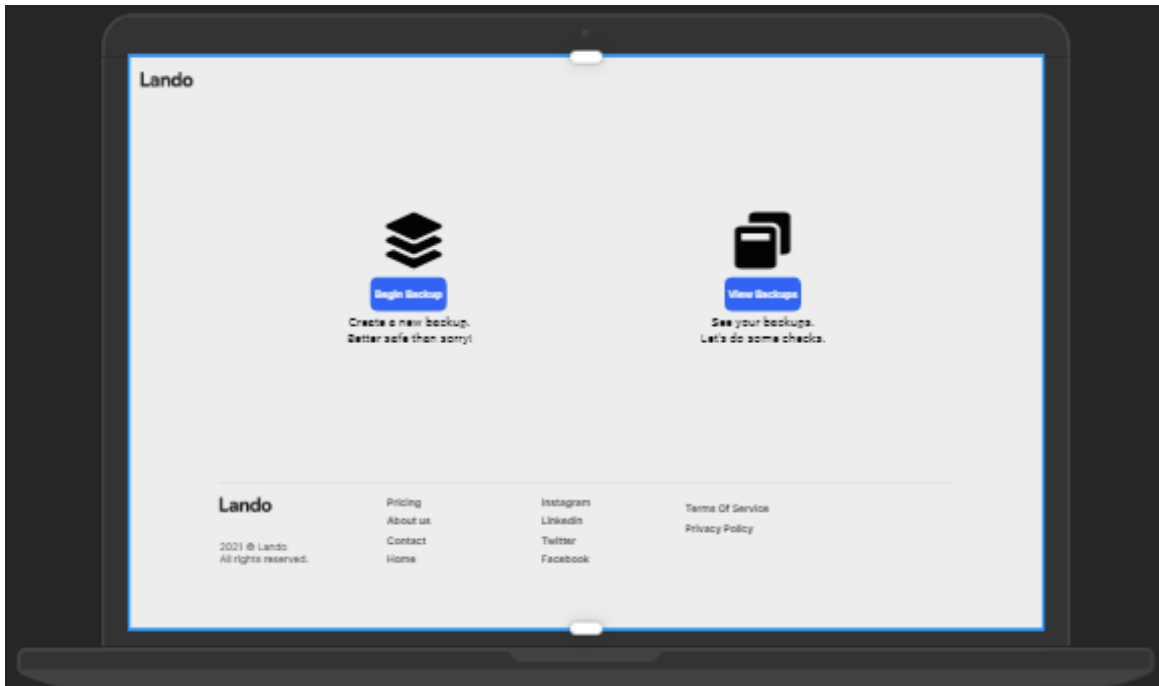 Lando
Begin Backup
View Backups
Create a new backup.
Better safe than sorry!
See your backups.
Let's do some checks.
Lando
2021 © Lando
All rights reserved.
Pricing
About us
Contact
Home
Instagram
Linkedin
Twitter
Facebook
Terms Of Service
Privacy Policy